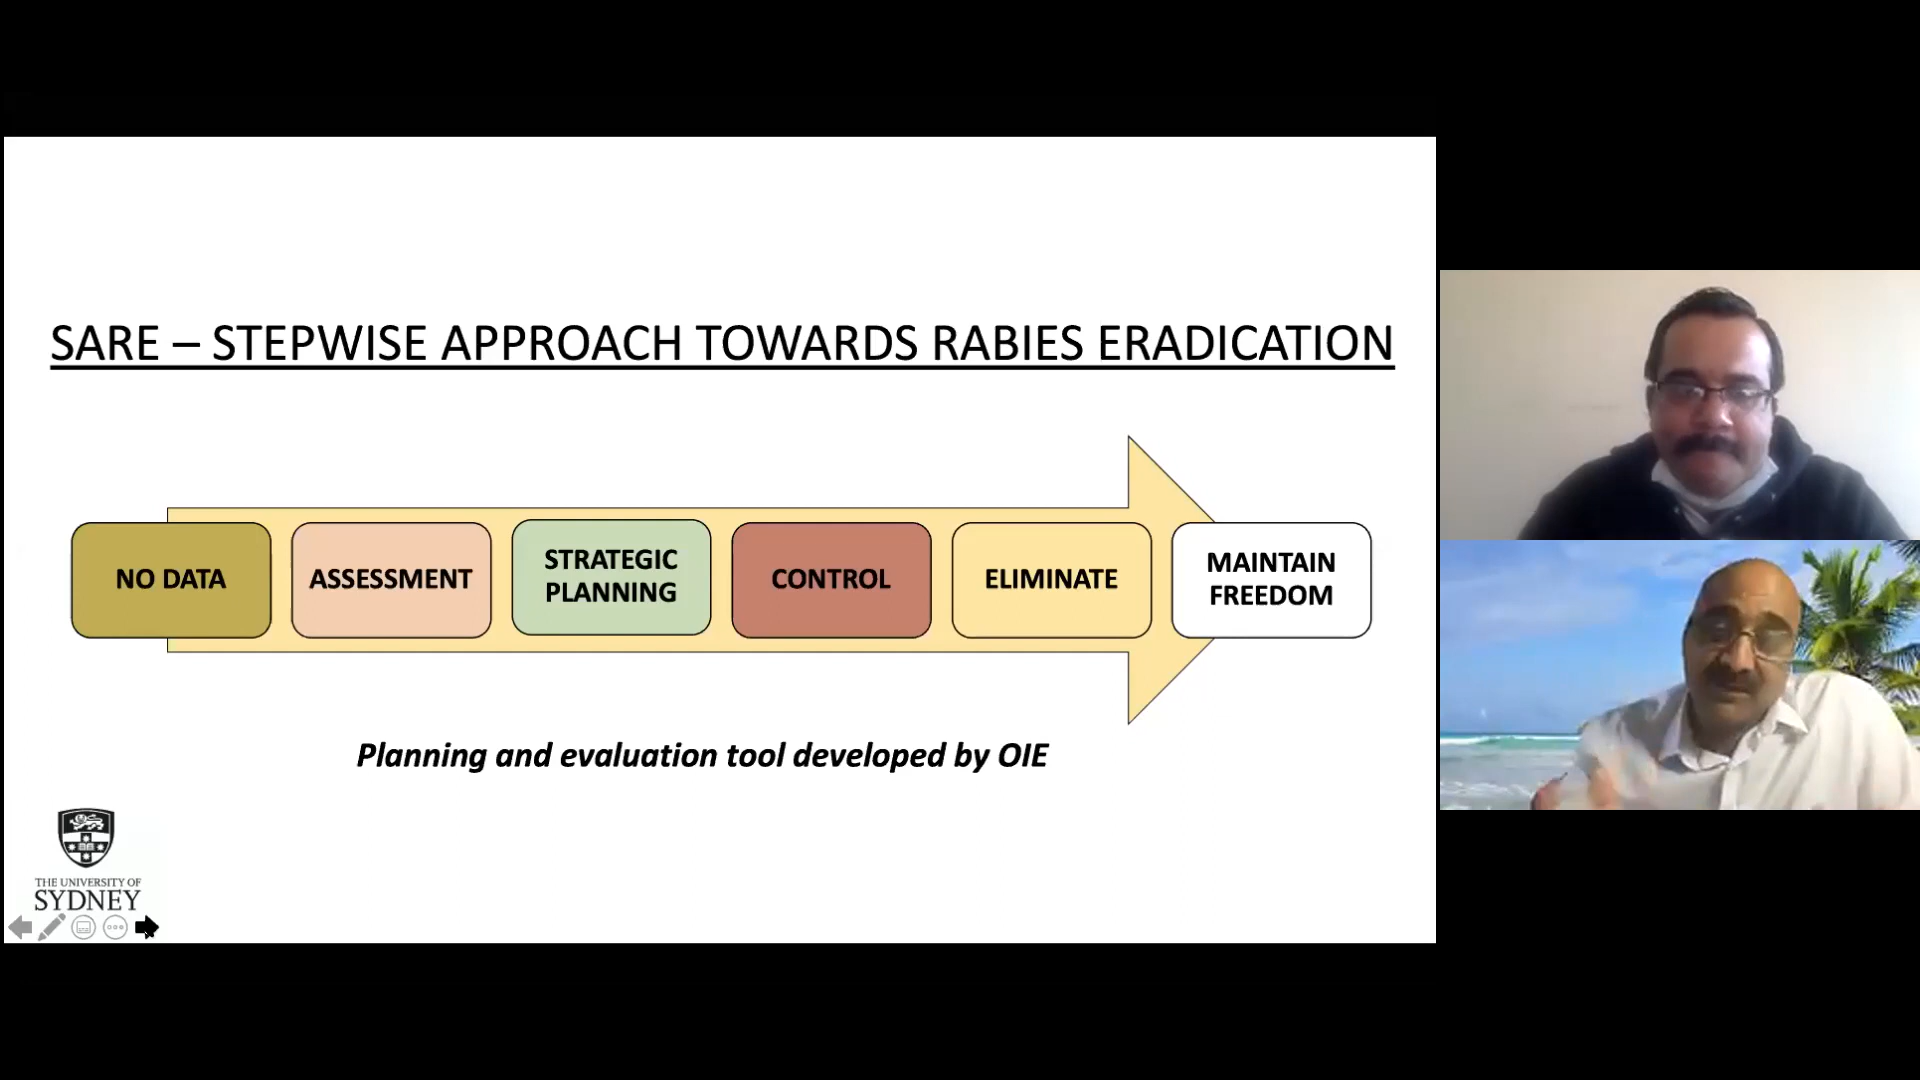 SARE – STEPWISE APPROACH TOWARDS RABIES ERADICATION
NO DATA
ASSESSMENT
STRATEGIC
PLANNING
CONTROL
ELIMINATE
MAINTAIN
FREEDOM
Planning and evaluation tool developed by OIE
THE UNIVERSITY OF
SYDNEY